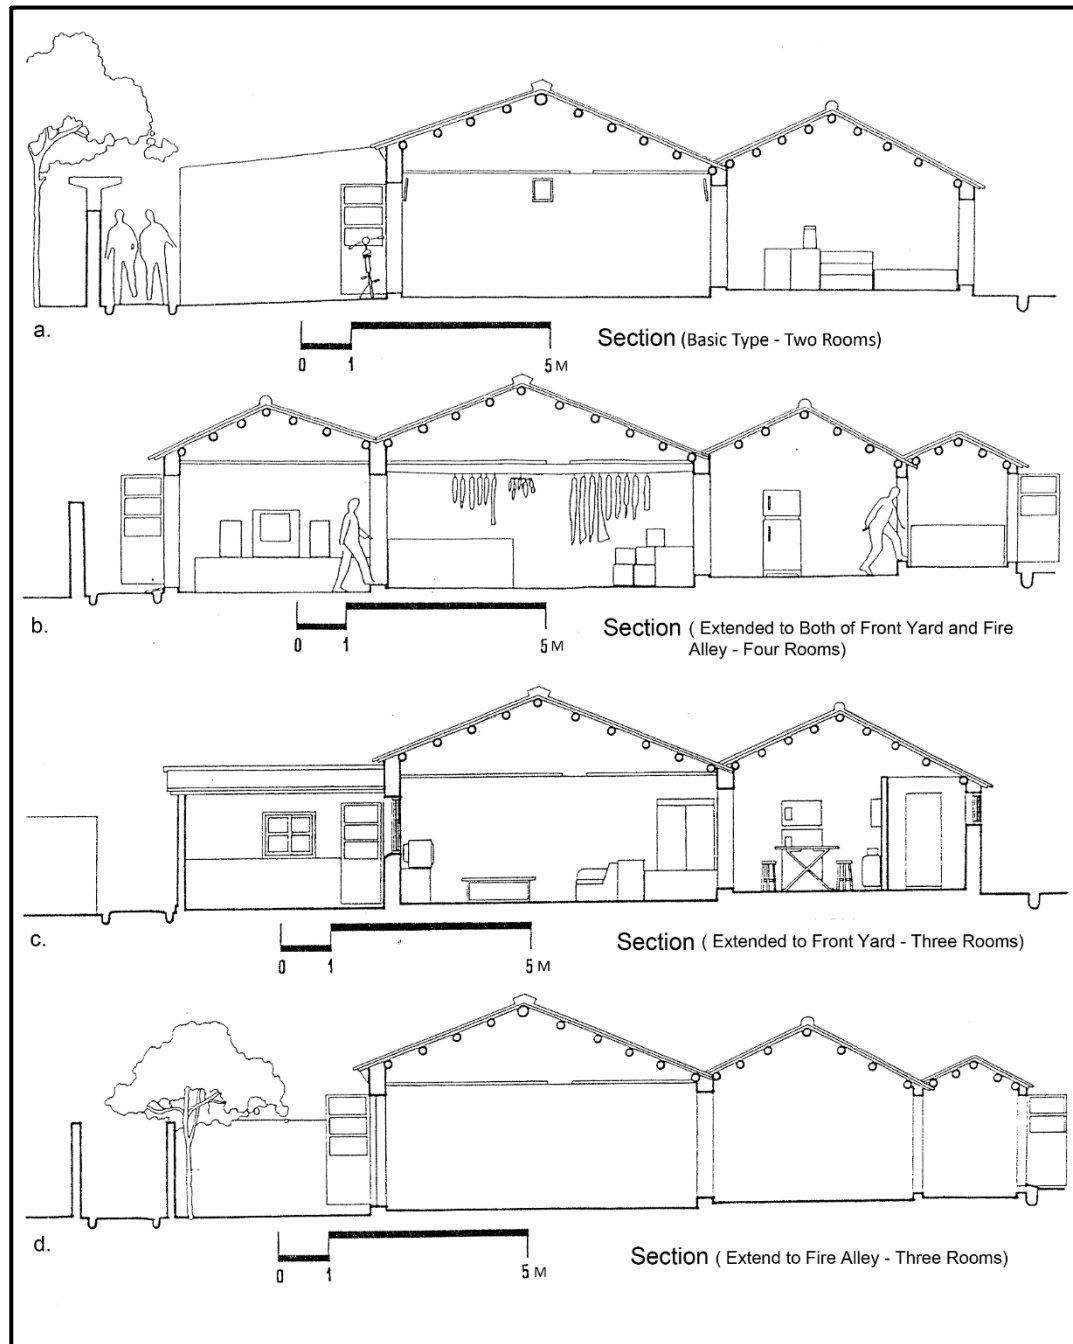 a.
Section (Basic Type - Two Rooms)
0 1 5 M
b.
Section ( Extended to Both of Front Yard and Fire
Alley - Four Rooms)
0 1 5 M
c.
Section ( Extended to Front Yard - Three Rooms)
0 1 5 M
d.
Section ( Extend to Fire Alley - Three Rooms)
0 1 5 M